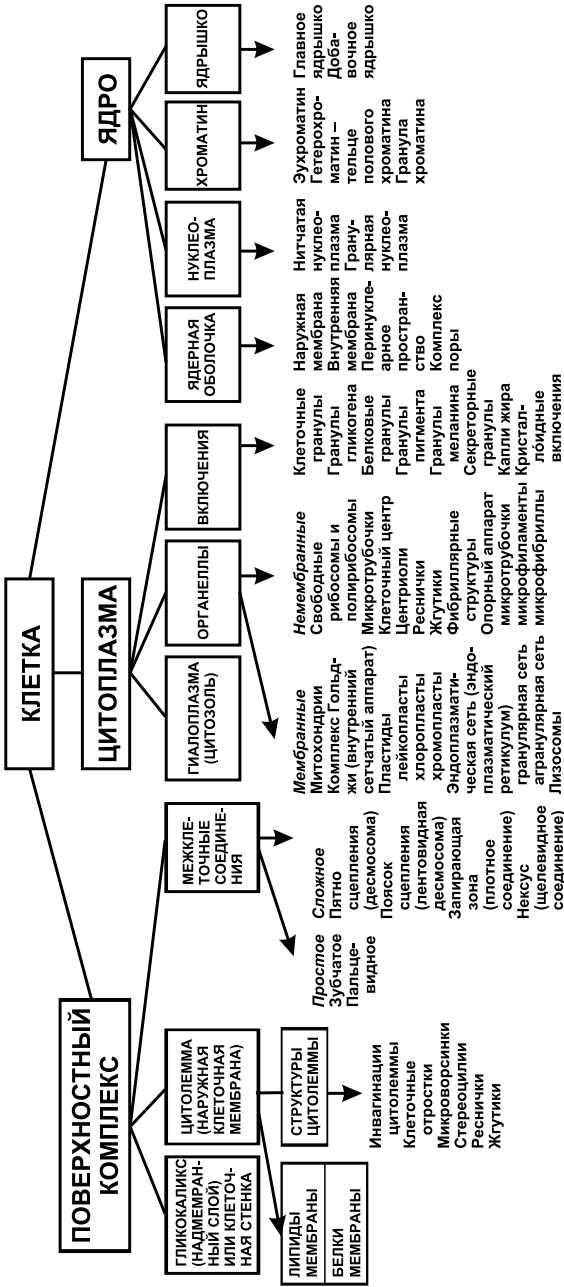 КЛЕТКА
ПОВЕРХНОСТНЫЙ
КОМПЛЕКС
ЦИТОПЛАЗМА
ЯДРО
ГЛИКОКАЛИКС
(НАДМЕМРАН-
НЫЙ СЛОЙ)
ИЛИ КЛЕТОЧ-
НАЯ СТЕНКА
ЦИТОЛЕММА
(НАРУЖНАЯ
КЛЕТОЧНАЯ
МЕМБРАНА)
МЕЖКЛЕ-
ТОЧНЫЕ
СОЕДИНЕ-
НИЯ
ГИАЛОПЛАЗМА
(ЦИТОЗОЛЬ)
ОРГАНЕЛЛЫ
ВКЛЮЧЕНИЯ
ЯДЕРНАЯ
ОБОЛОЧКА
НУКЛЕО-
ПЛАЗМА
ХРОМАТИН
ЯДРЫШКО
ЛИПИДЫ
МЕМБРАНЫ
БЕЛКИ
МЕМБРАНЫ
СТРУКТУРЫ
ЦИТОЛЕММЫ
Инвагинации
цитолеммы
Клеточные
отростки
Микроворсинки
Стереоцилии
Реснички
Жгутики
Простое
Зубчатое
Пальце-
видное
Сложное
Пятно
сцепления
(десмосома)
Поясок
сцепления
(лентовидная
десмосома)
Запирающая
зона
(плотное
соединение)
Нексус
(щелевидное
соединение)
Мембранные
Митохондрии
Комплекс Гольд-
жи (внутренний
сетчатый аппарат)
Пластиды
лейкопласты
хлоропласты
хромопласты
Эндоплазмати-
ческая сеть (эндо-
плазматический
ретикулум)
гранулярная сеть
агранулярная сеть
Лизосомы
Немембранные
Свободные
рибосомы и
полирибосомы
Микротрубочки
Клеточный центр
Центриоли
Реснички
Жгутики
Фибриллярные
структуры
Опорный аппарат
микротрубочки
микрофиламенты
микрофибриллы
Клеточные
гранулы
Гранулы
гликогена
Белковые
гранулы
Гранулы
пигмента
Гранулы
меланина
Секреторные
гранулы
Капли жира
Кристал-
лóидные
включения
Наружная
мембрана
Внутренняя
мембрана
Перинукле-
арное
простран-
ство
Комплекс
поры
Нитчатая
нуклео-
плазма
Грану-
лярная
нуклео-
плазма
Эухроматин
Гетерохро-
матин –
тельце
полового
хроматина
Гранула
хроматина
Главное
ядрышко
Доба-
вочное
ядрышко